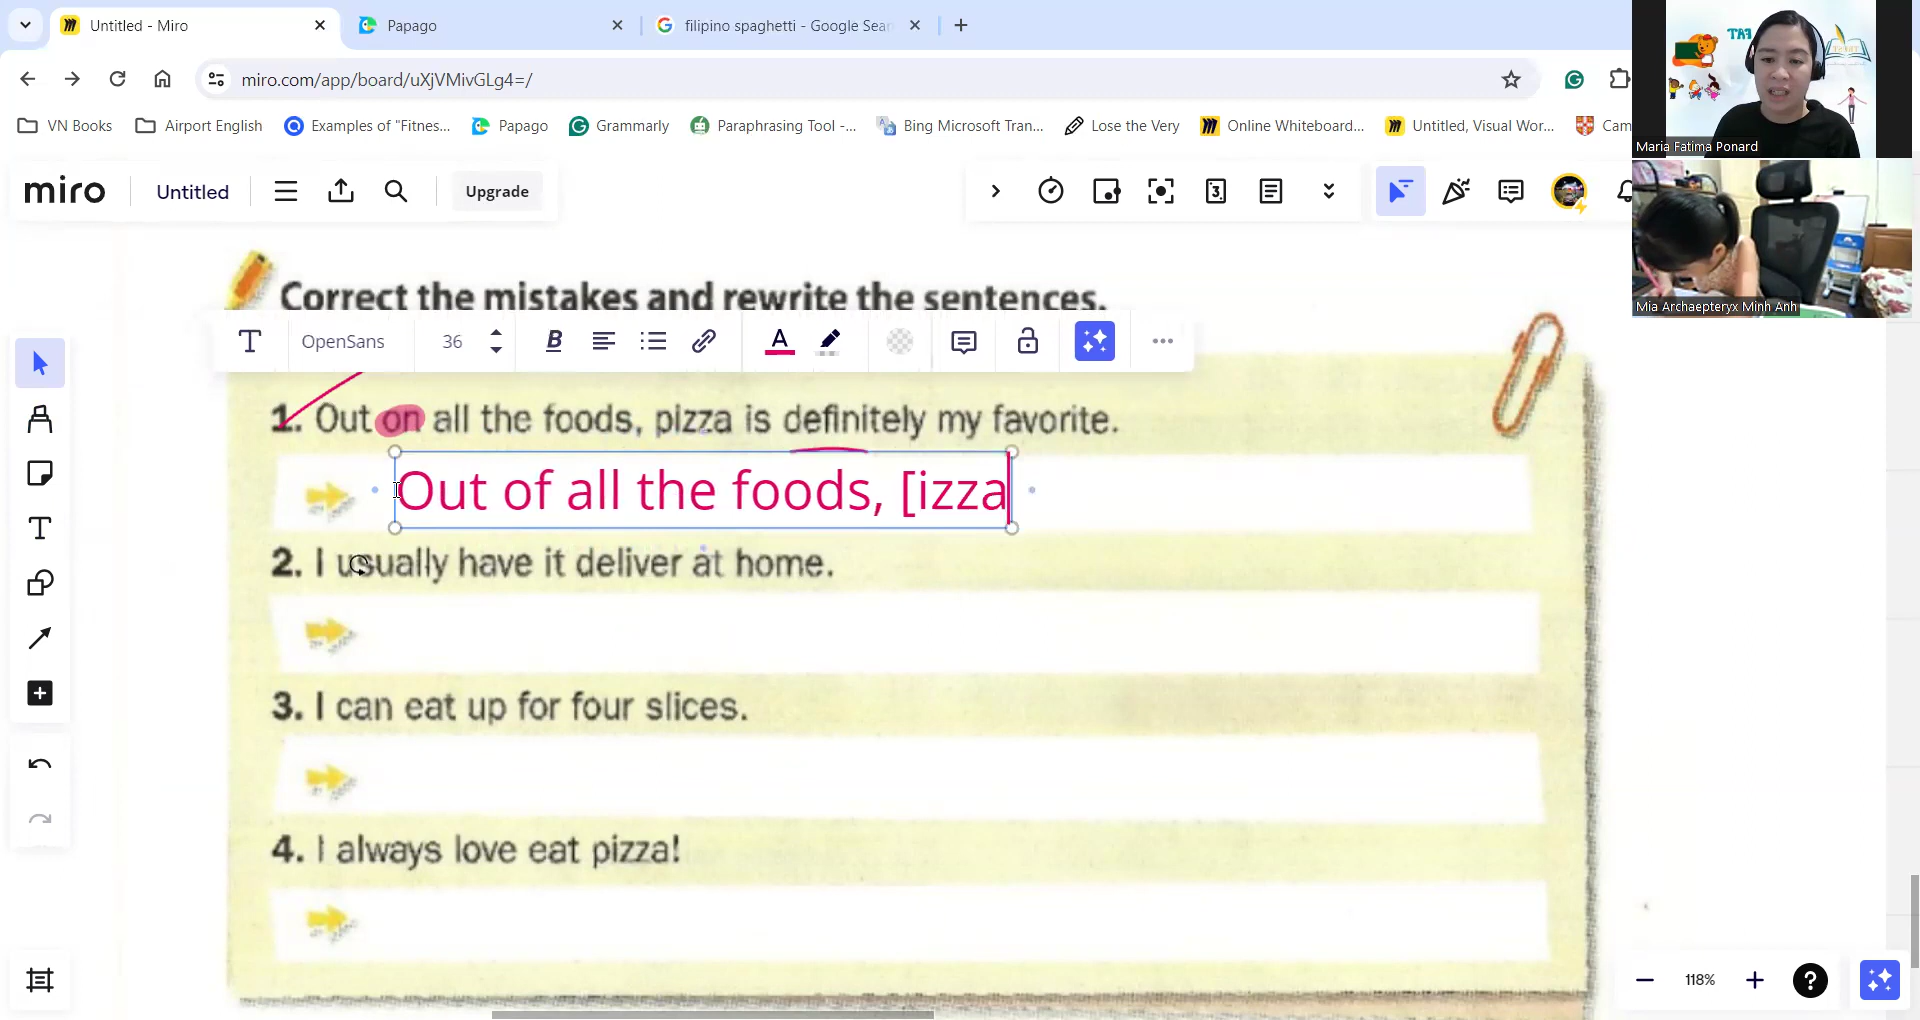 Untitled - Miro
Papago
filipino spaghetti - Google Sear
miro.com/app/board/uXjVMivGLg4=/
VN Books
Airport English
Examples of "Fitnes...
Papago
Grammarly
Paraphrasing Tool -...
Bing Microsoft Tran...
Lose the Very
Online Whiteboard...
Untitled, Visual Wor...
Cam
Maria Fatima Ponard
miro
Untitled
Upgrade
Mia Archaepteryx Minh Anh
Correct the mistakes and rewrite the sentences.
OpenSans
36
B
A
1. Out on all the foods, pizza is definitely my favorite.
Out of all the foods, [izza
2. I usually have it deliver at home.
3. I can eat up for four slices.
4. I always love eat pizza!
118%